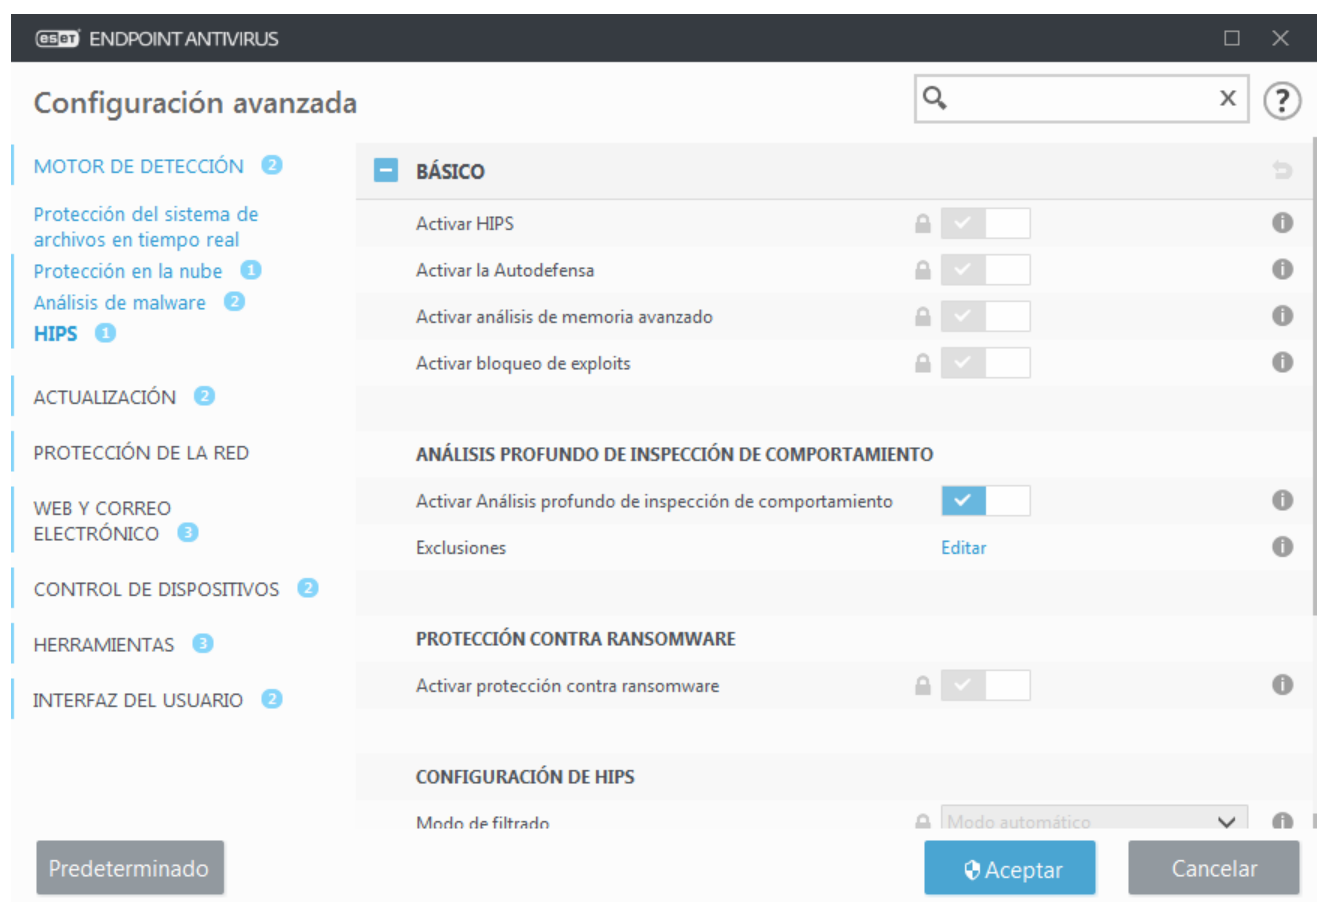 eset ENDPOINT ANTIVIRUS
Configuración avanzada
X
?
MOTOR DE DETECCIÓN 2
Protección del sistema de
archivos en tiempo real
Protección en la nube 1
Análisis de malware 2
HIPS 1
ACTUALIZACIÓN 2
PROTECCIÓN DE LA RED
WEB Y CORREO
ELECTRÓNICO 3
CONTROL DE DISPOSITIVOS 2
HERRAMIENTAS 3
INTERFAZ DEL USUARIO 2
BÁSICO
Activar HIPS
Activar la Autodefensa
Activar análisis de memoria avanzado
Activar bloqueo de exploits
ANÁLISIS PROFUNDO DE INSPECCIÓN DE COMPORTAMIENTO
Activar Análisis profundo de inspección de comportamiento
Exclusiones Editar
PROTECCIÓN CONTRA RANSOMWARE
Activar protección contra ransomware
CONFIGURACIÓN DE HIPS
Modo de filtrado Modo automático
Predeterminado
Aceptar
Cancelar